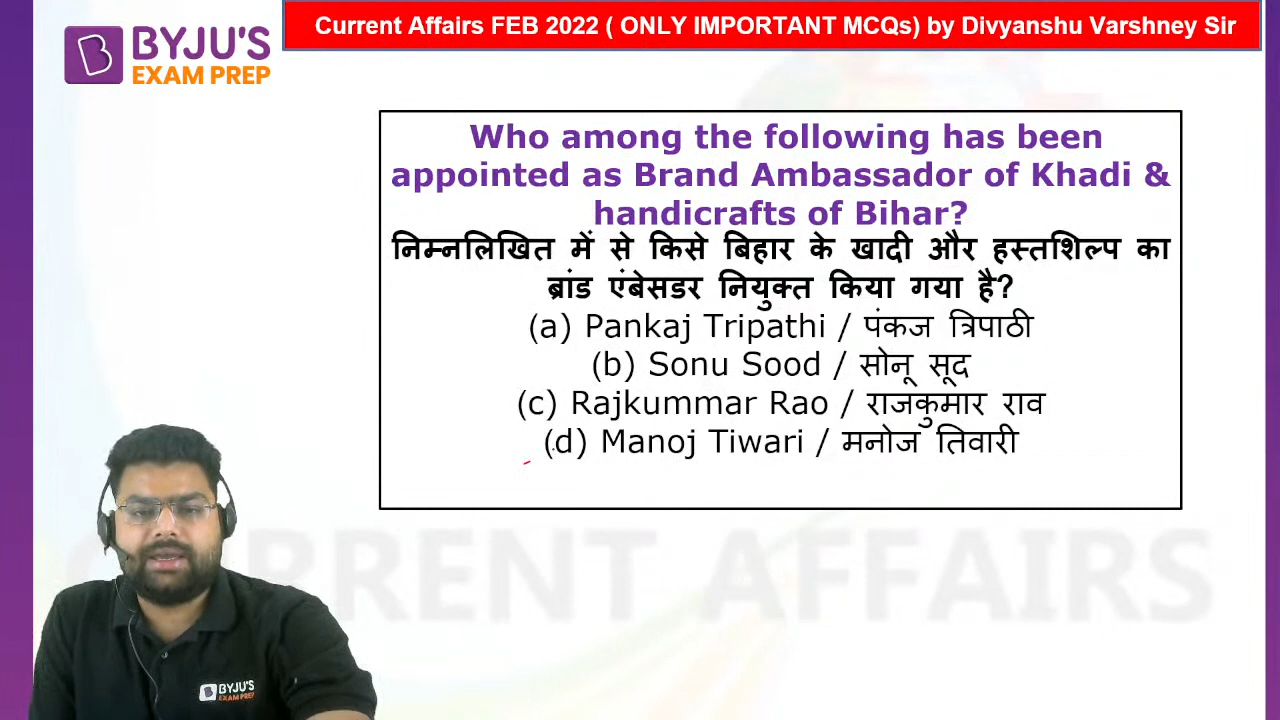 Current Affairs FEB 2022 ( ONLY IMPORTANT MCQs) by Divyanshu Varshney Sir
BYJU'S
EXAM PREP
Who among the following has been
appointed as Brand Ambassador of Khadi &
handicrafts of Bihar?
निम्नलिखित में से किसे बिहार के खादी और हस्तशिल्प का
ब्रांड एंबेसडर नियुक्त किया गया है?
(a) Pankaj Tripathi / पंकज त्रिपाठी
(b) Sonu Sood / सोनू सूद
(c) Rajkummar Rao / राजकुमार राव
(d) Manoj Tiwari / मनोज तिवारी
CURRENT AFFAIRS
BYJU'S
EXAM PREP